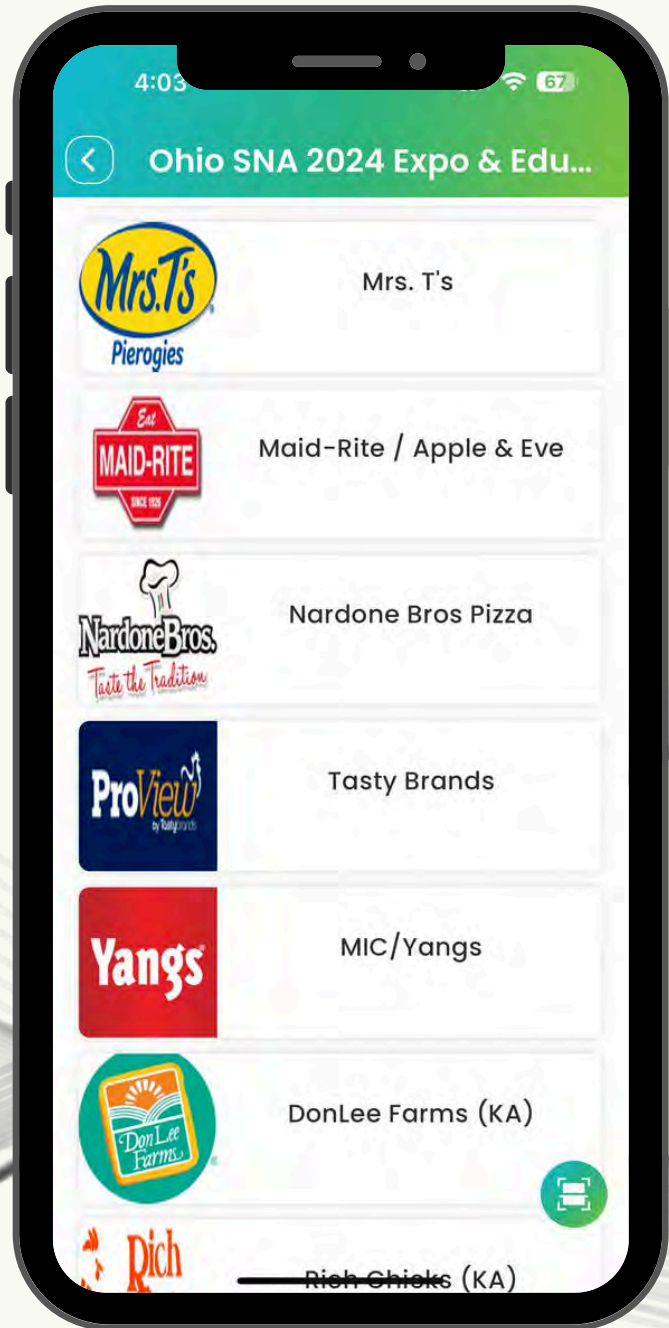 4:03
67
Ohio SNA 2024 Expo & Edu...
Mrs. T's
Pierogies
Mrs. T's
Eat
MAID-RITE
SINCE 1926
Maid-Rite / Apple & Eve
NardoneBros.
Taste the Tradition
Nardone Bros Pizza
ProView
by Tastybrands
Tasty Brands
Yangs
MIC/Yangs
Don Lee
Farms
DonLee Farms (KA)
Rich
Rich Chicks (KA)